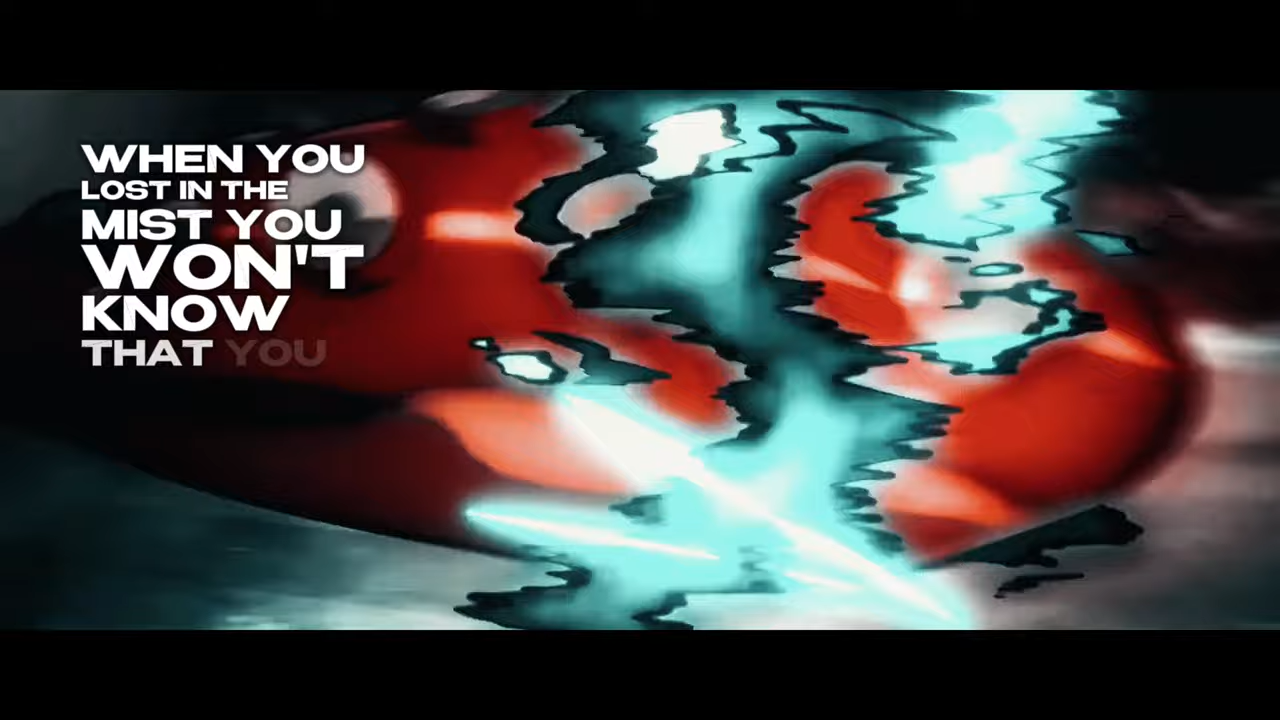 WHEN YOU
LOST IN THE
MIST YOU
WON'T
KNOW
THAT YOU